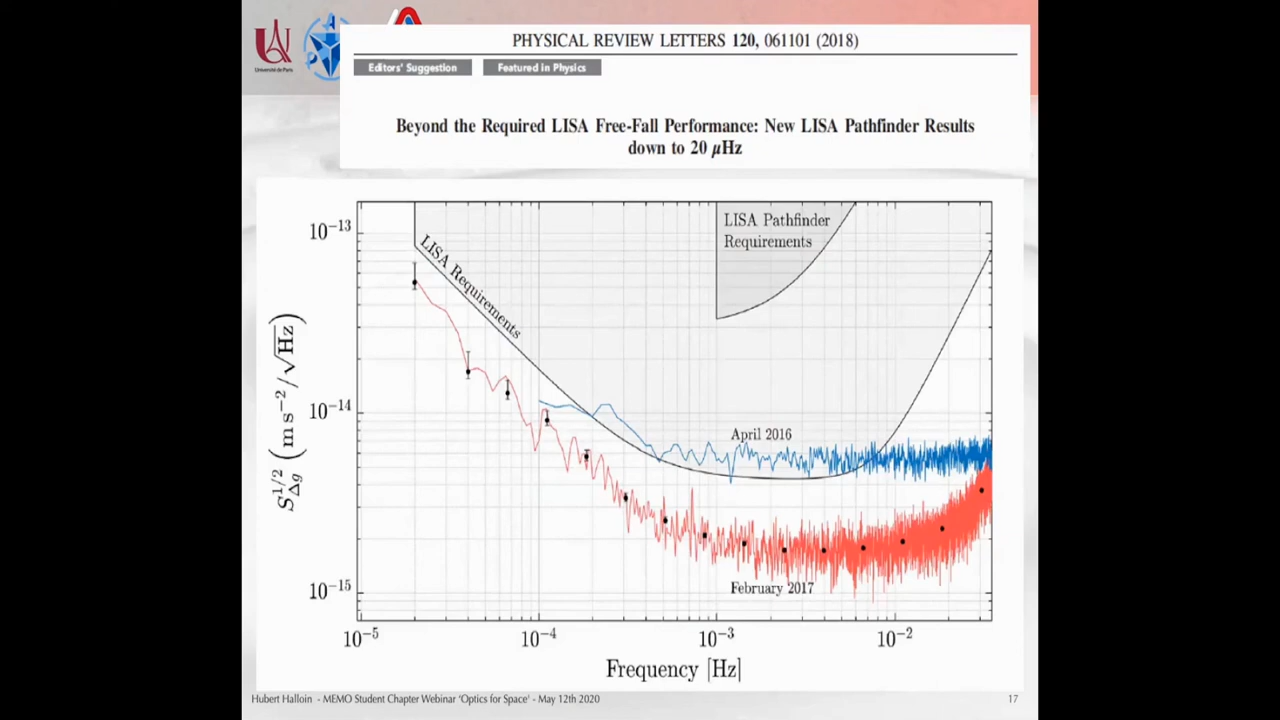 Université de Paris
PHYSICAL REVIEW LETTERS 120, 061101 (2018)
Editors' Suggestion
Featured in Physics
Beyond the Required LISA Free-Fall Performance: New LISA Pathfinder Results
down to 20 μHz
LISA Pathfinder
Requirements
LISA Requirements
April 2016
February 2017
10⁻¹³
10⁻¹⁴
10⁻¹⁵
S_Δg^1/2 (m s⁻²/√Hz)
10⁻⁵ 10⁻⁴ 10⁻³ 10⁻²
Frequency [Hz]
Hubert Halloin - MEMO Student Chapter Webinar 'Optics for Space' - May 12th 2020
17